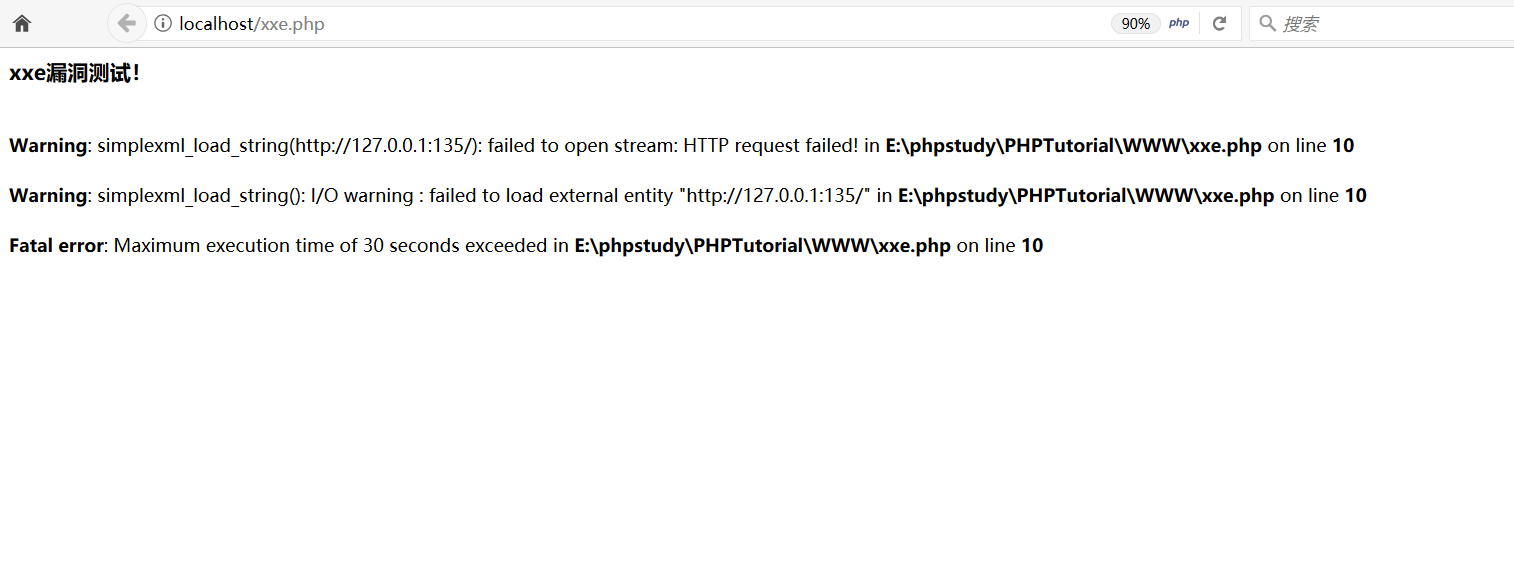 localhost/xxe.php 90% php 搜索
xxe漏洞测试！
Warning: simplexml_load_string(http://127.0.0.1:135/): failed to open stream: HTTP request failed! in E:\phpstudy\PHPTutorial\WWW\xxe.php on line 10
Warning: simplexml_load_string(): I/O warning : failed to load external entity "http://127.0.0.1:135/" in E:\phpstudy\PHPTutorial\WWW\xxe.php on line 10
Fatal error: Maximum execution time of 30 seconds exceeded in E:\phpstudy\PHPTutorial\WWW\xxe.php on line 10